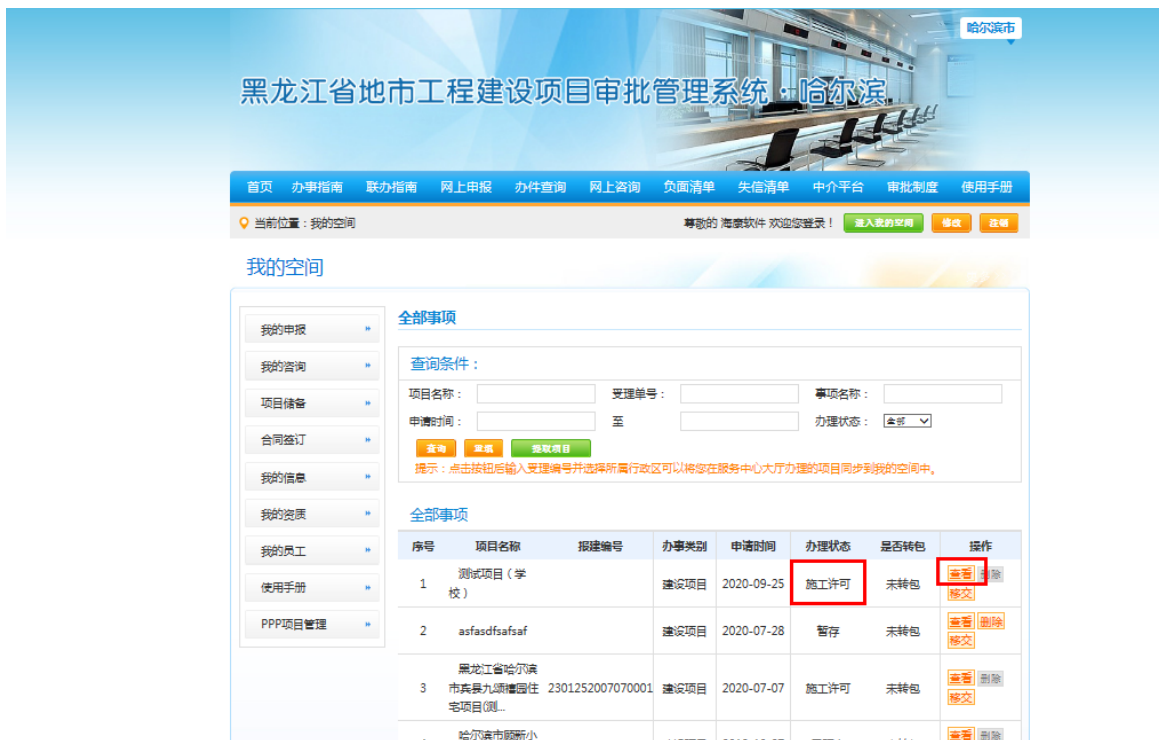 哈尔滨市
黑龙江省地市工程建设项目审批管理系统·哈尔滨
首页 办事指南 联办指南 网上申报 办件查询 网上咨询 负面清单 失信清单 中介平台 审批制度 使用手册
当前位置：我的空间 尊敬的 海康软件 欢迎您登录！ 进入我的空间 修改 注销
我的空间
我的申报
我的咨询
项目储备
合同签订
我的信息
我的资质
我的员工
使用手册
PPP项目管理
全部事项
查询条件：
项目名称： 受理单号： 事项名称：
申请时间： 至 办理状态： 全部
查询 重填 提取项目
提示：点击按钮后输入受理编号并选择所属行政区可以将您在服务中心大厅办理的项目同步到我的空间中。
全部事项
序号 项目名称 报建编号 办事类别 申请时间 办理状态 是否转包 操作
1 测试项目（学校） 建设项目 2020-09-25 施工许可 未转包 查看 删除 移交
2 asfasdfsafsaf 建设项目 2020-07-28 暂存 未转包 查看 删除 移交
3 黑龙江省哈尔滨市宾县九颂禧园住宅项目(测... 2301252007070001 建设项目 2020-07-07 施工许可 未转包 查看 删除 移交
哈尔滨市顾新小 查看 删除